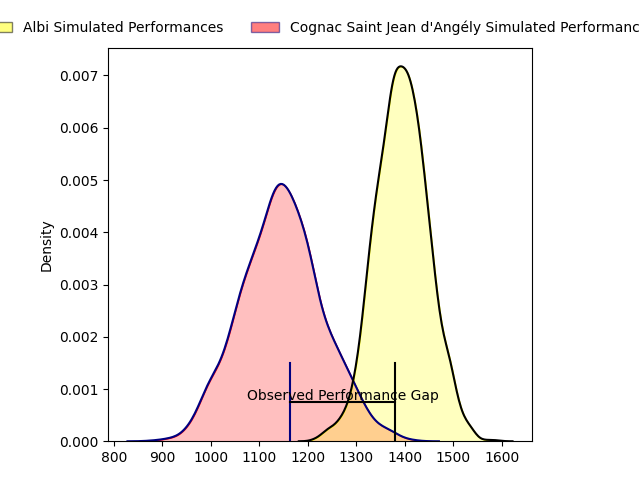 Albi Simulated Performances
Cognac Saint Jean d'Angély Simulated Performanc
0.007
0.006
0.005
0.004
0.003
0.002
0.001
0.000
Density
Observed Performance Gap
800 900 1000 1100 1200 1300 1400 1500 1600